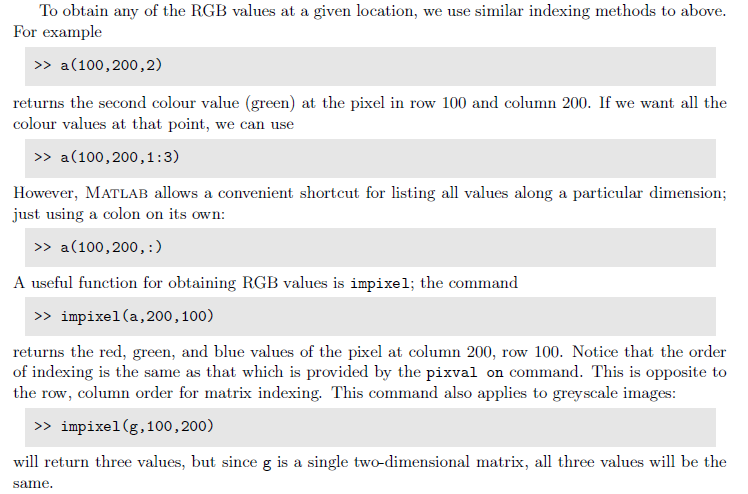 To obtain any of the RGB values at a given location, we use similar indexing methods to above.
For example
>> a(100,200,2)
returns the second colour value (green) at the pixel in row 100 and column 200. If we want all the
colour values at that point, we can use
>> a(100,200,1:3)
However, MATLAB allows a convenient shortcut for listing all values along a particular dimension;
just using a colon on its own:
>> a(100,200,:)
A useful function for obtaining RGB values is impixel; the command
>> impixel(a,200,100)
returns the red, green, and blue values of the pixel at column 200, row 100. Notice that the order
of indexing is the same as that which is provided by the pixval on command. This is opposite to
the row, column order for matrix indexing. This command also applies to greyscale images:
>> impixel(g,100,200)
will return three values, but since g is a single two-dimensional matrix, all three values will be the
same.